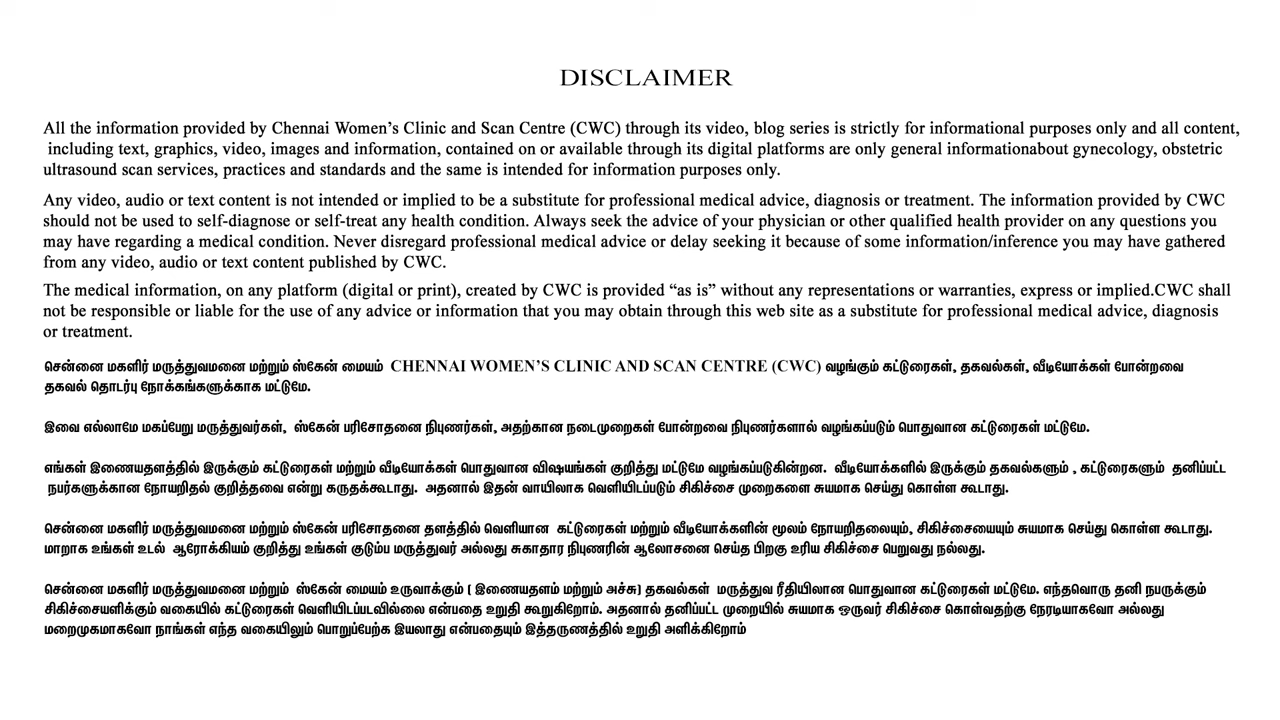 DISCLAIMER
All the information provided by Chennai Women’s Clinic and Scan Centre (CWC) through its video, blog series is strictly for informational purposes only and all content,
including text, graphics, video, images and information, contained on or available through its digital platforms are only general informationabout gynecology, obstetric
ultrasound scan services, practices and standards and the same is intended for information purposes only.
Any video, audio or text content is not intended or implied to be a substitute for professional medical advice, diagnosis or treatment. The information provided by CWC
should not be used to self-diagnose or self-treat any health condition. Always seek the advice of your physician or other qualified health provider on any questions you
may have regarding a medical condition. Never disregard professional medical advice or delay seeking it because of some information/inference you may have gathered
from any video, audio or text content published by CWC.
The medical information, on any platform (digital or print), created by CWC is provided “as is” without any representations or warranties, express or implied.CWC shall
not be responsible or liable for the use of any advice or information that you may obtain through this web site as a substitute for professional medical advice, diagnosis
or treatment.
சென்னை மகளிர் மருத்துவமனை மற்றும் ஸ்கேன் மையம் CHENNAI WOMEN’S CLINIC AND SCAN CENTRE (CWC) வழங்கும் கட்டுரைகள், தகவல்கள், வீடியோக்கள் போன்றவை
தகவல் தொடர்பு நோக்கங்களுக்காக மட்டுமே.
இவை எல்லாமே மகப்பேறு மருத்துவர்கள், ஸ்கேன் பரிசோதனை நிபுணர்கள், அதற்கான நடைமுறைகள் போன்றவை நிபுணர்களால் வழங்கப்படும் பொதுவான கட்டுரைகள் மட்டுமே.
எங்கள் இணையதளத்தில் இருக்கும் கட்டுரைகள் மற்றும் வீடியோக்கள் பொதுவான விஷயங்கள் குறித்து மட்டுமே வழங்கப்படுகின்றன. வீடியோக்களில் இருக்கும் தகவல்களும் , கட்டுரைகளும் தனிப்பட்ட
நபர்களுக்கான நோயறிதல் குறித்தவை என்று கருதக்கூடாது. அதனால் இதன் வாயிலாக வெளியிடப்படும் சிகிச்சை முறைகளை சுயமாக செய்து கொள்ள கூடாது.
சென்னை மகளிர் மருத்துவமனை மற்றும் ஸ்கேன் பரிசோதனை தளத்தில் வெளியான கட்டுரைகள் மற்றும் வீடியோக்களின் மூலம் நோயறிதலையும், சிகிச்சையையும் சுயமாக செய்து கொள்ள கூடாது.
மாறாக உங்கள் உடல் ஆரோக்கியம் குறித்து உங்கள் குடும்ப மருத்துவர் அல்லது சுகாதார நிபுணரின் ஆலோசனை செய்த பிறகு உரிய சிகிச்சை பெறுவது நல்லது.
சென்னை மகளிர் மருத்துவமனை மற்றும் ஸ்கேன் மையம் உருவாக்கும் ( இணையதளம் மற்றும் அச்சு) தகவல்கள் மருத்துவ ரீதியிலான பொதுவான கட்டுரைகள் மட்டுமே. எந்தவொரு தனி நபருக்கும்
சிகிச்சையளிக்கும் வகையில் கட்டுரைகள் வெளியிடப்படவில்லை என்பதை உறுதி கூறுகிறோம். அதனால் தனிப்பட்ட முறையில் சுயமாக ஒருவர் சிகிச்சை கொள்வதற்கு நேரடியாகவோ அல்லது
மறைமுகமாகவோ நாங்கள் எந்த வகையிலும் பொறுப்பேற்க இயலாது என்பதையும் இத்தருணத்தில் உறுதி அளிக்கிறோம்